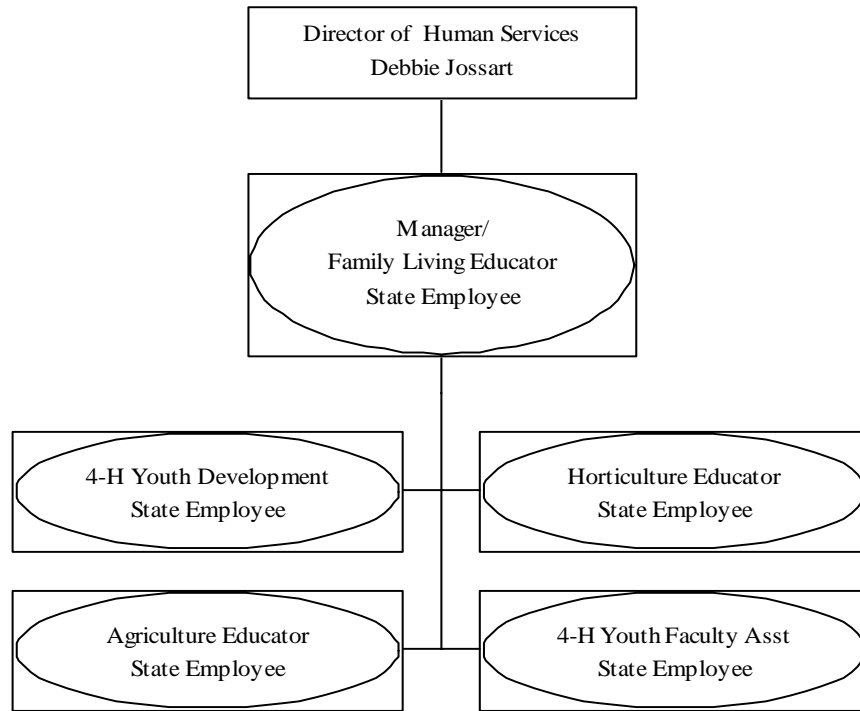 Director of Human Services
Debbie Jossart
Manager/
Family Living Educator
State Employee
4-H Youth Development
State Employee
Horticulture Educator
State Employee
Agriculture Educator
State Employee
4-H Youth Faculty Asst
State Employee